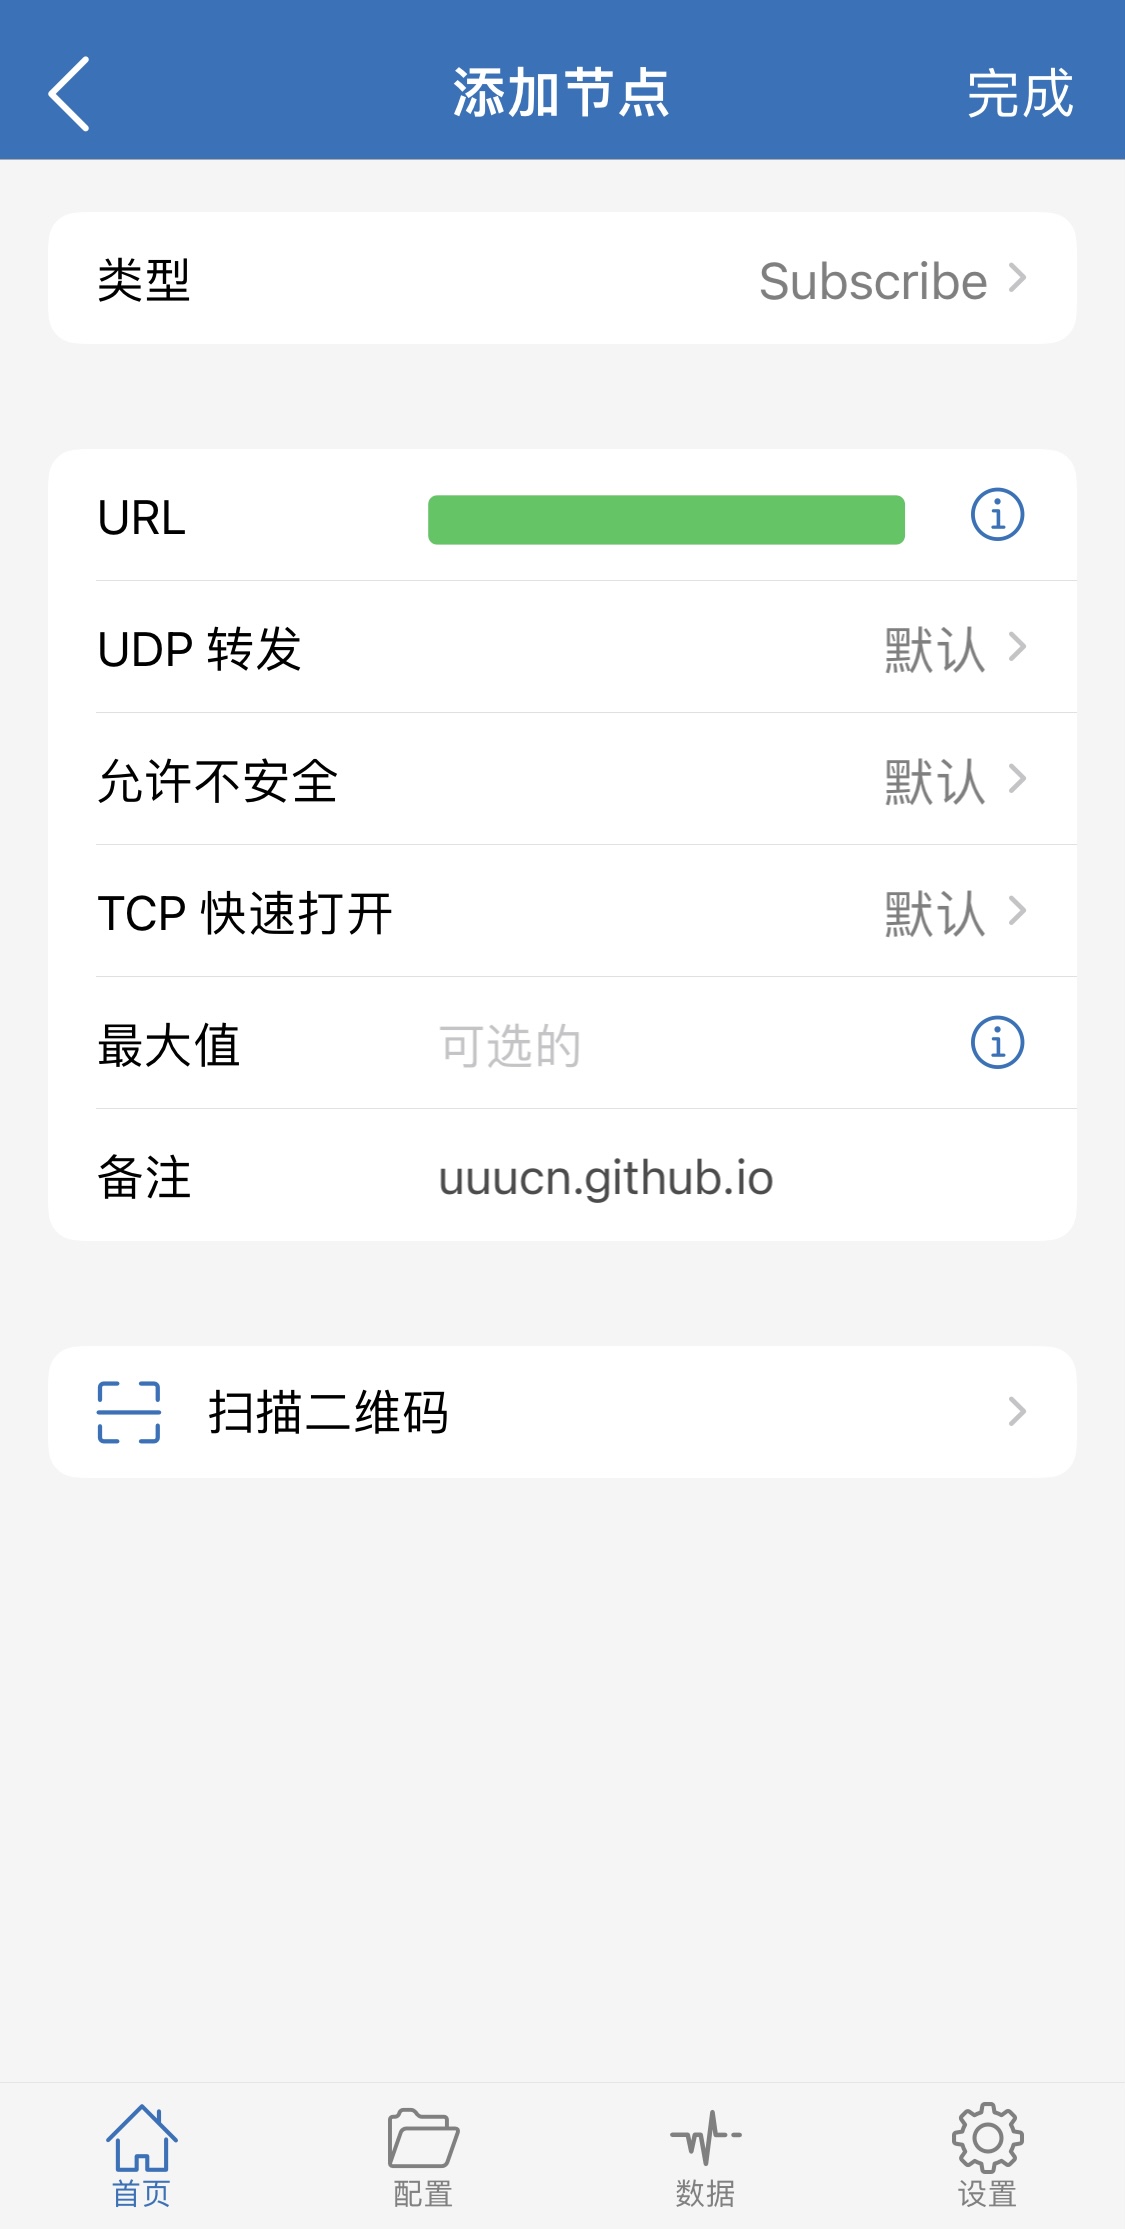 添加节点 完成
类型 Subscribe
URL
UDP 转发 默认
允许不安全 默认
TCP 快速打开 默认
最大值 可选的
备注 uuucn.github.io
扫描二维码
首页 配置 数据 设置